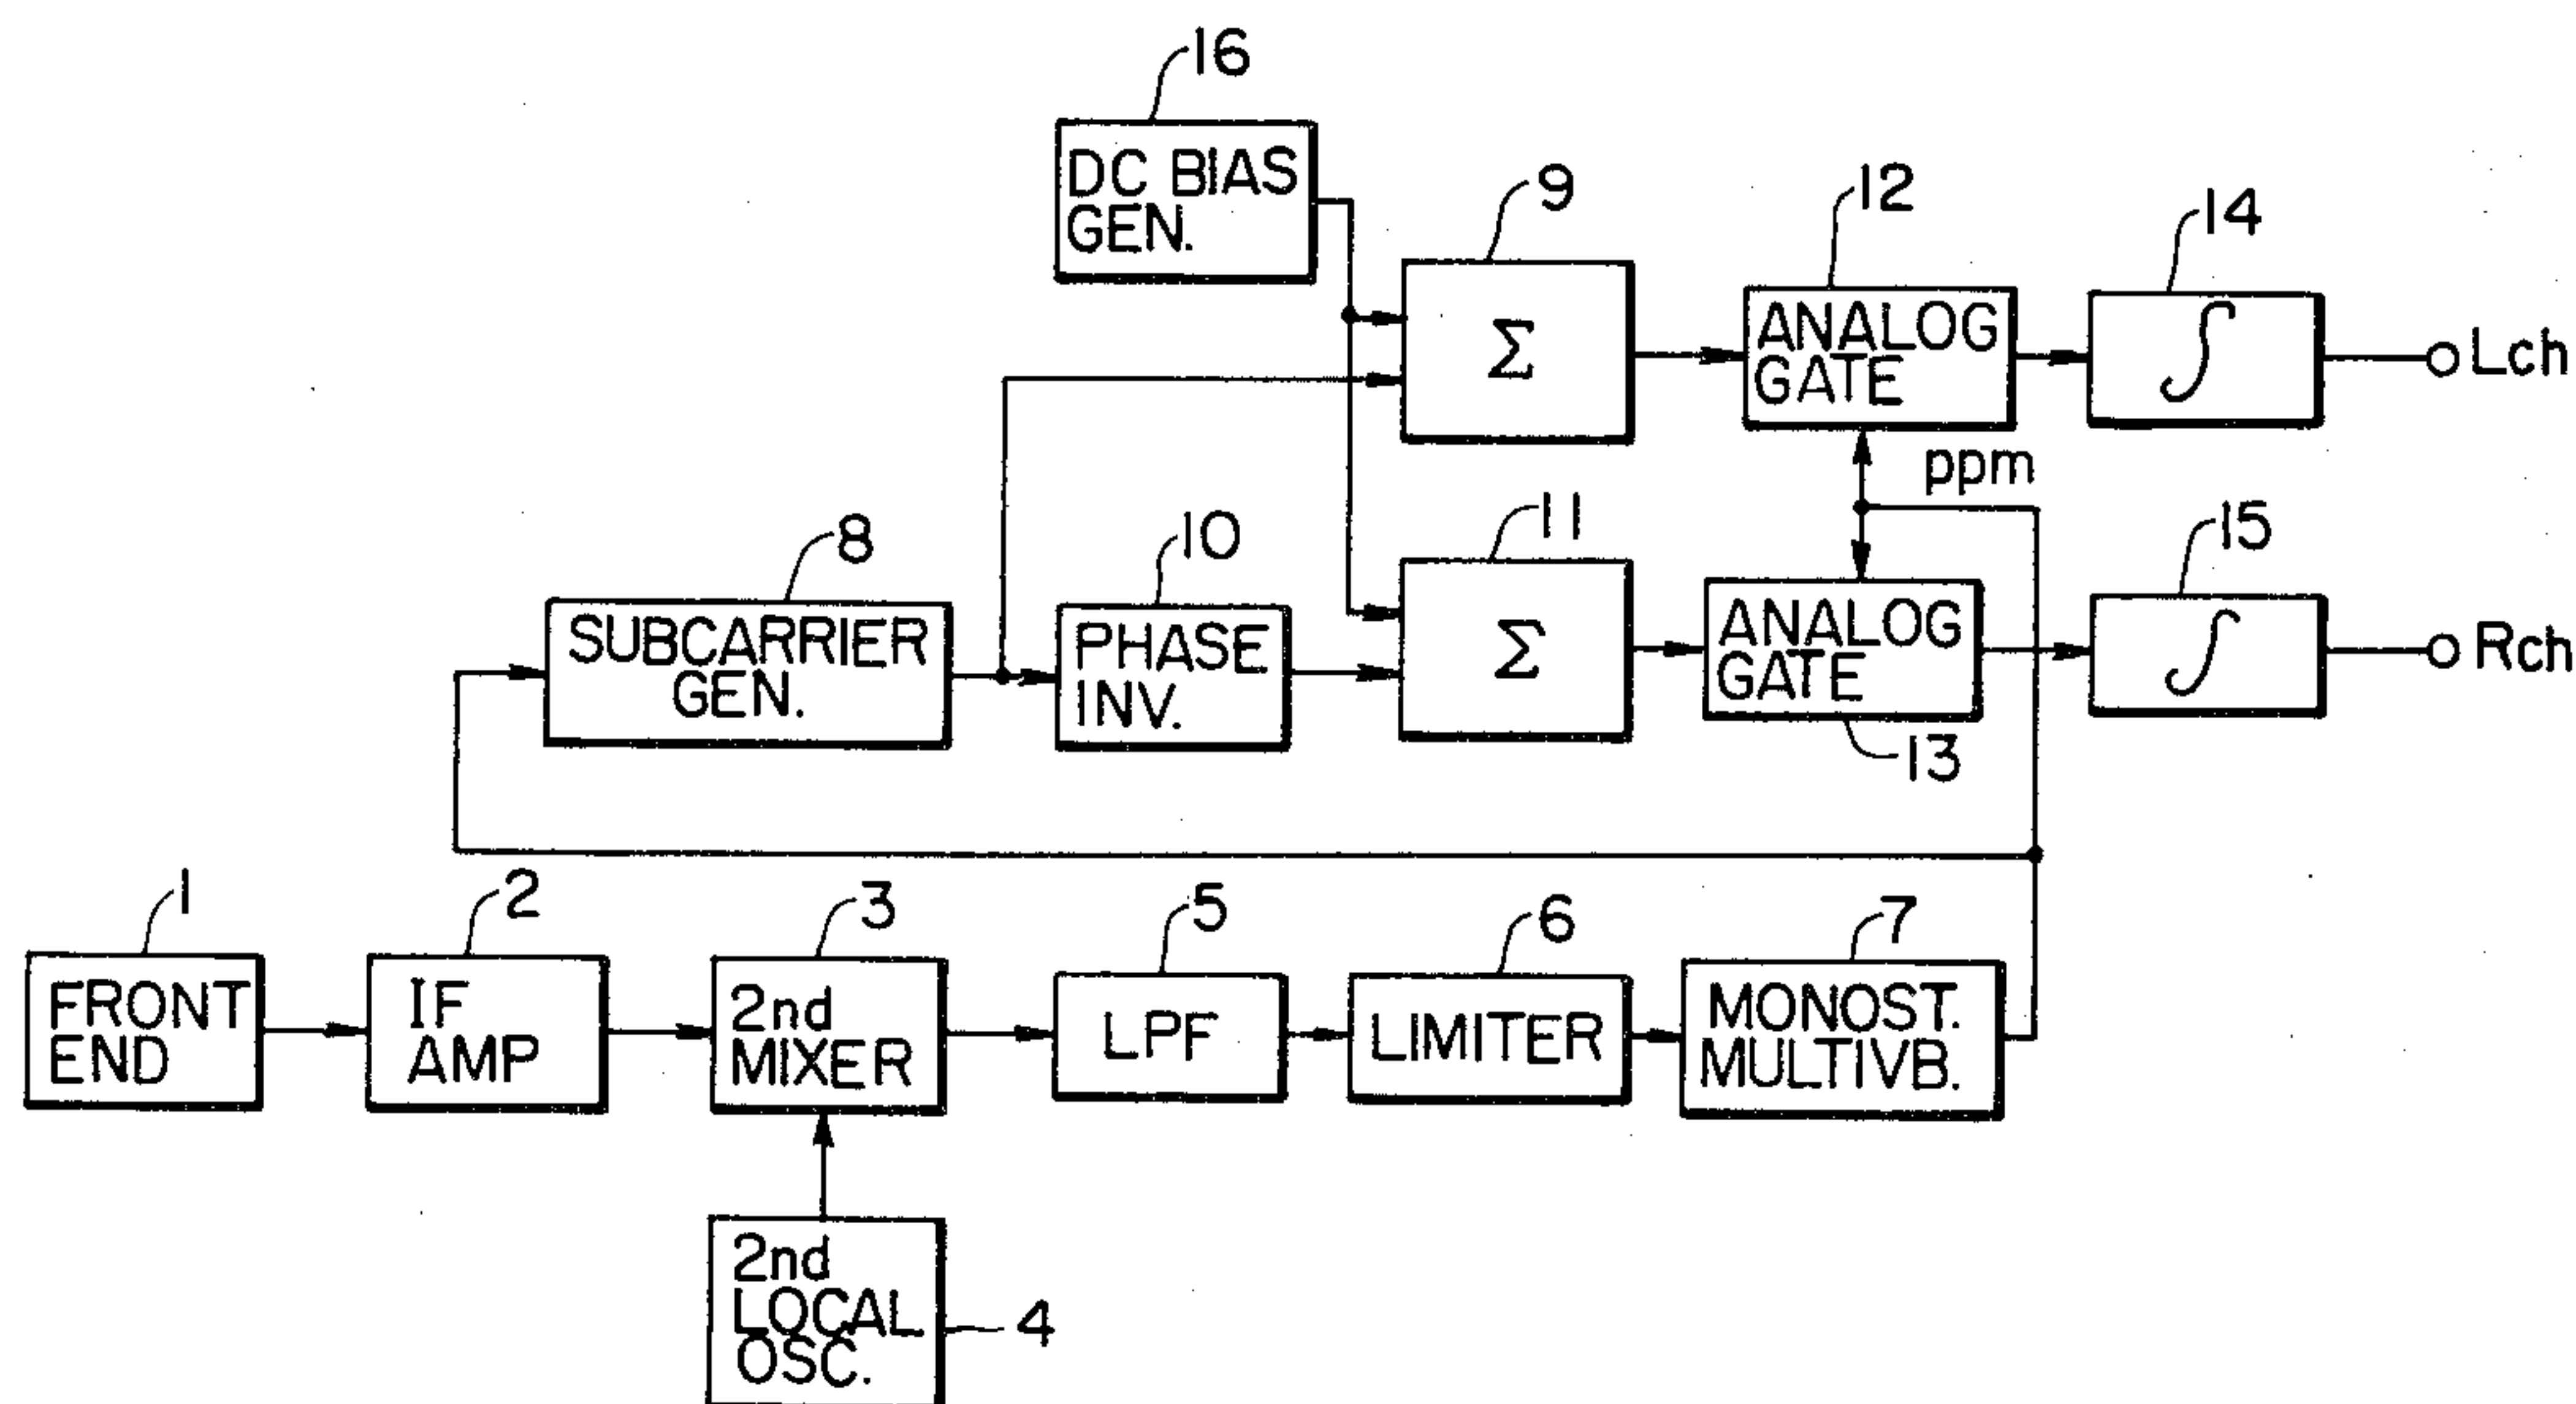 16
DC BIAS
GEN.
9
Σ
12
ANALOG
GATE
14
∫
Lch
ppm
8
SUBCARRIER
GEN.
10
PHASE
INV.
11
Σ
ANALOG
GATE
13
15
∫
Rch
1
FRONT
END
2
IF
AMP
3
2nd
MIXER
5
LPF
6
LIMITER
7
MONOST.
MULTIVB.
2nd
LOCAL
OSC.
4